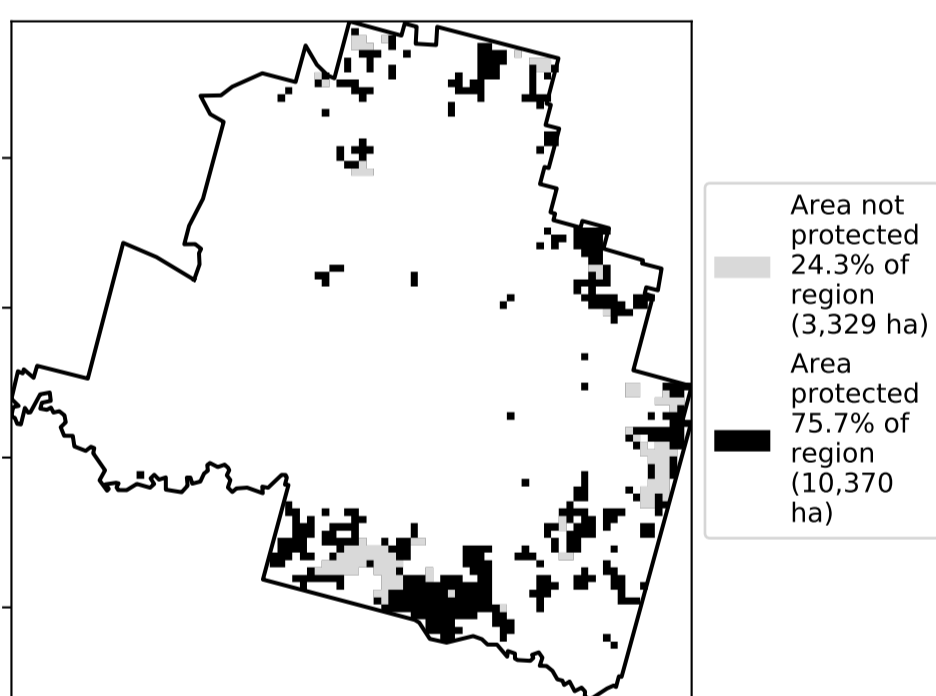 Area not
protected
24.3% of
region
(3,329 ha)
Area
protected
75.7% of
region
(10,370
ha)